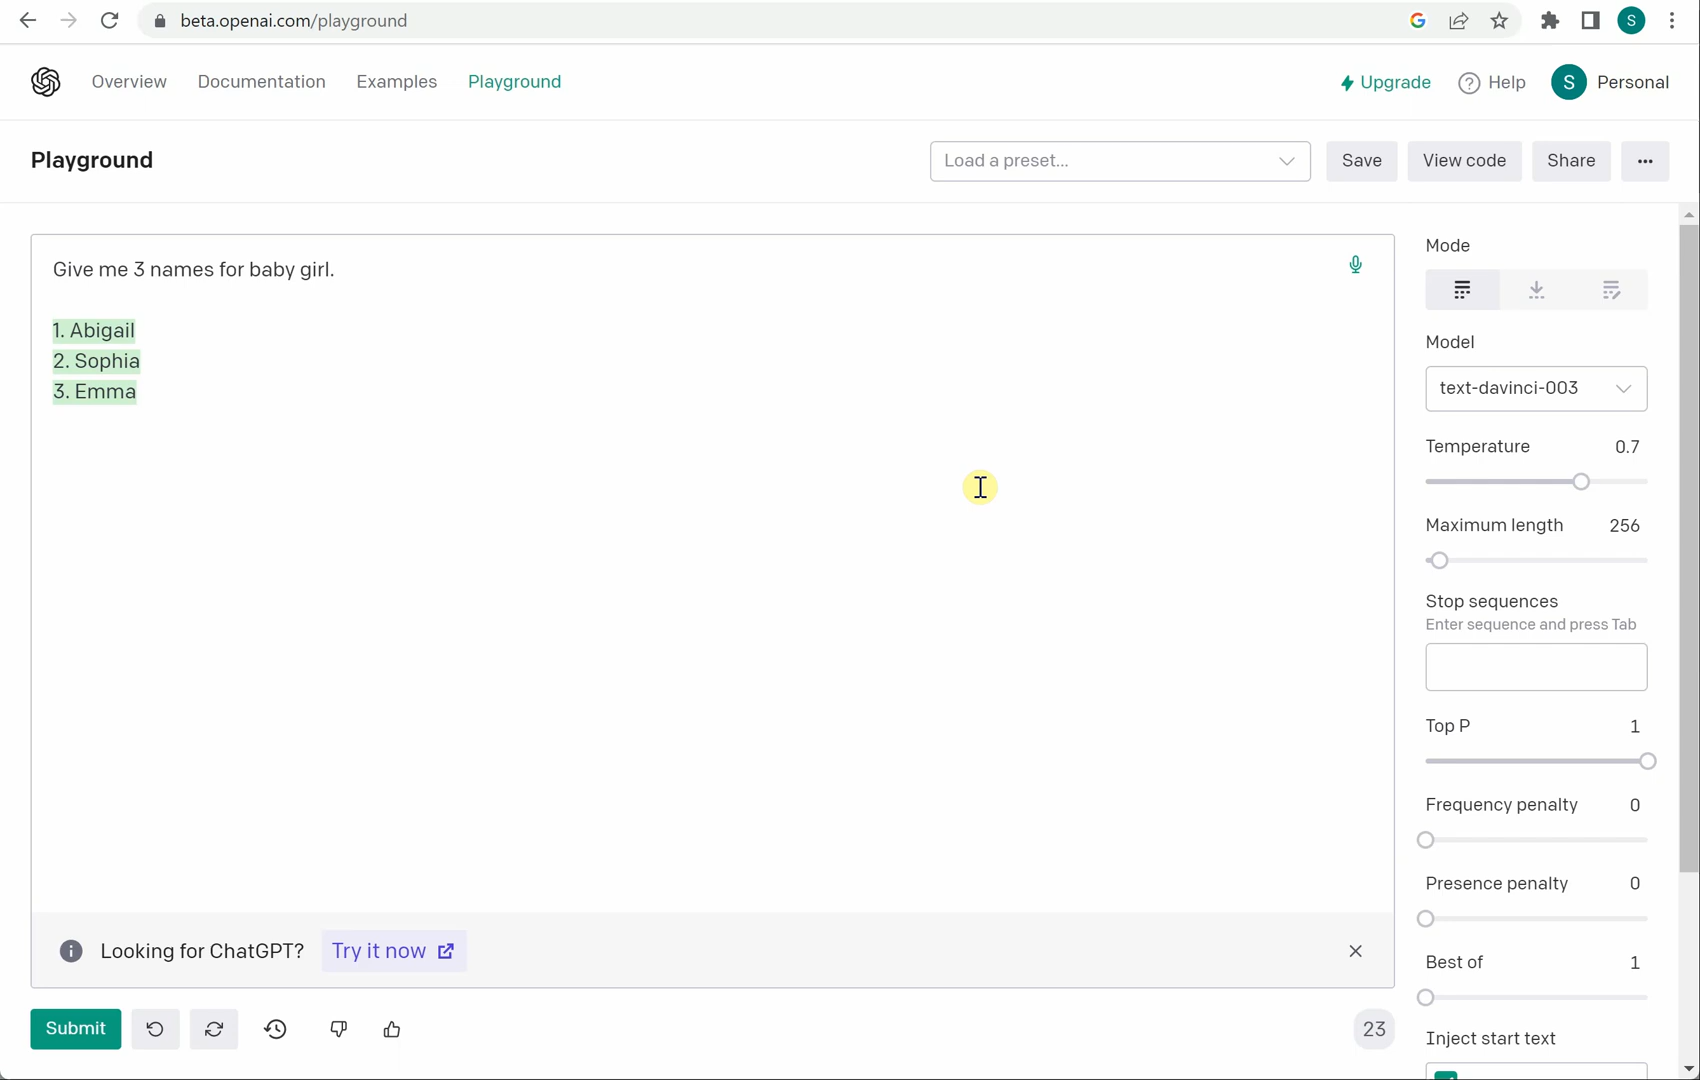 beta.openai.com/playground
S
Overview Documentation Examples Playground
Upgrade ? Help S Personal
Playground
Load a preset...
Save View code Share ...
Give me 3 names for baby girl.
1. Abigail
2. Sophia
3. Emma
Mode
Model
text-davinci-003
Temperature 0.7
Maximum length 256
Stop sequences
Enter sequence and press Tab
Top P 1
Frequency penalty 0
Presence penalty 0
Best of 1
Inject start text
Looking for ChatGPT? Try it now
Submit
23